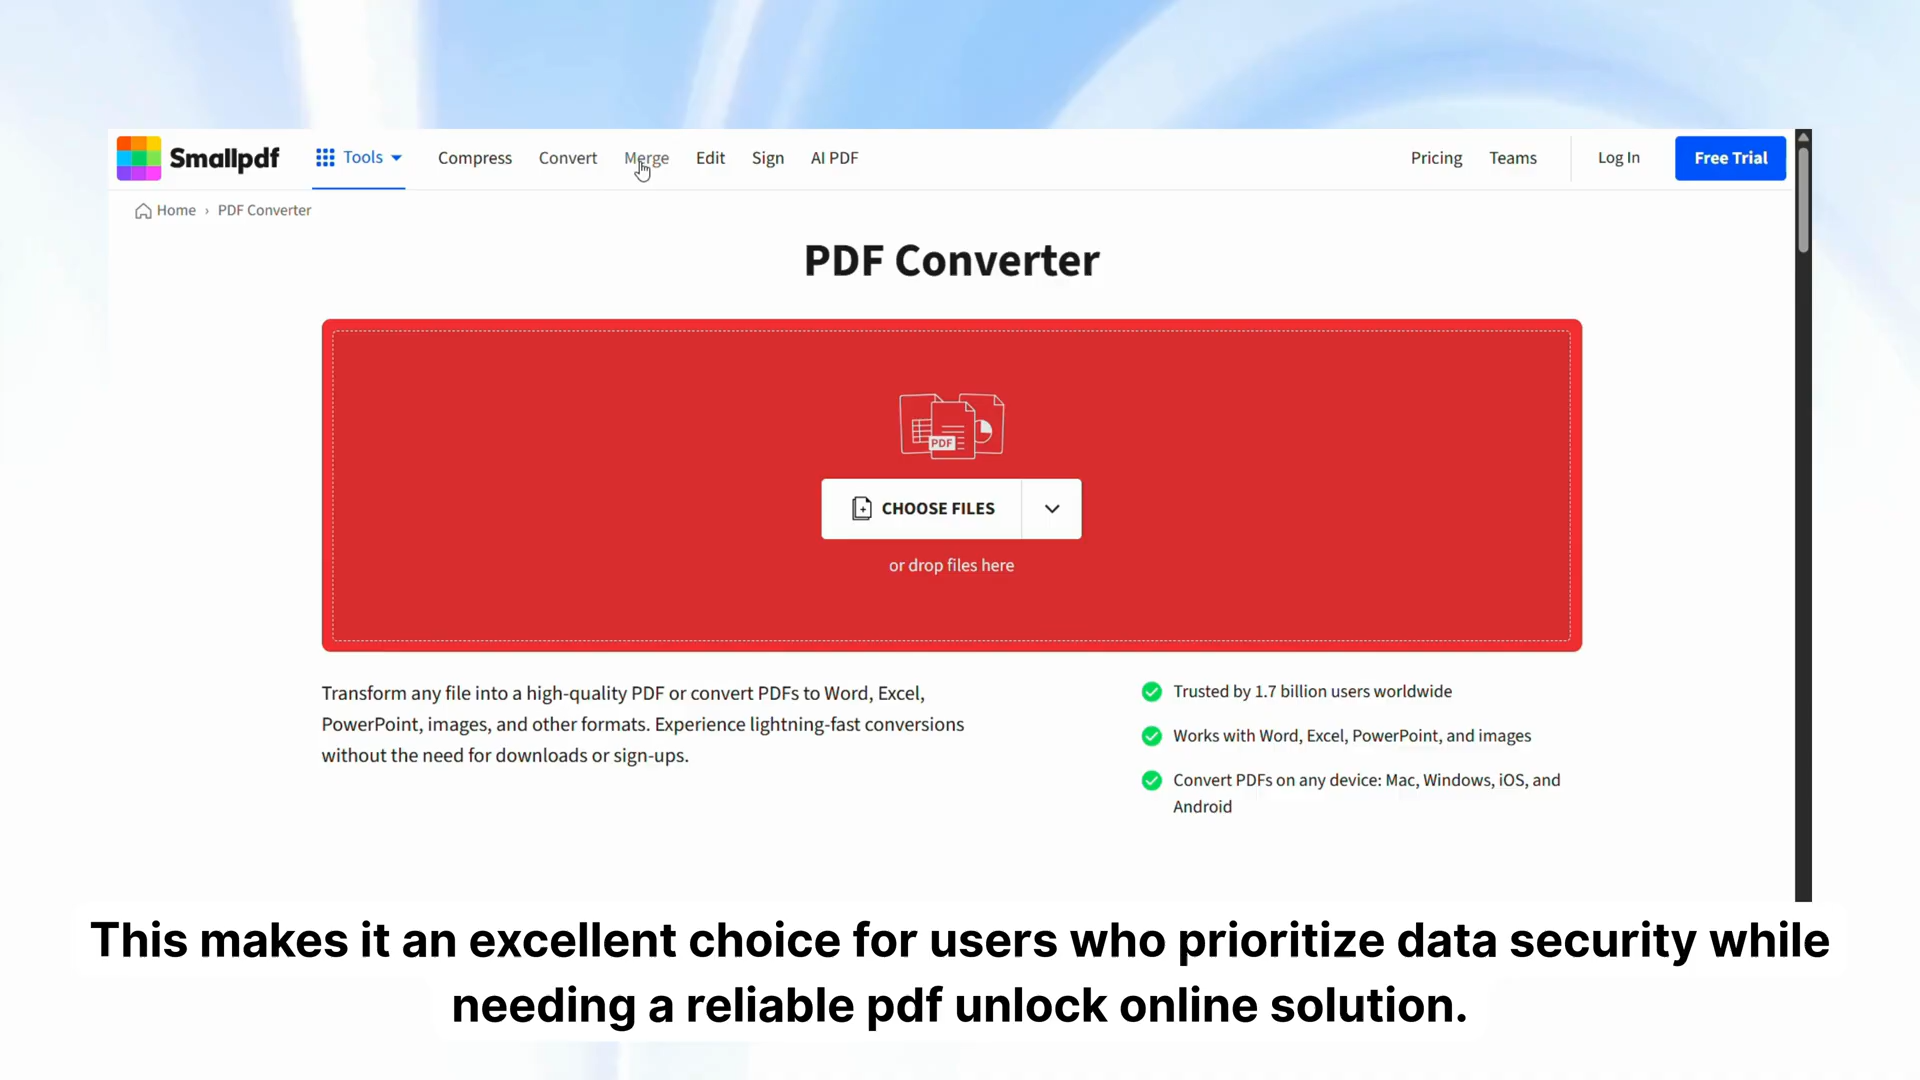 Smallpdf
Tools
Compress
Convert
Merge
Edit
Sign
AI PDF
Pricing
Teams
Log In
Free Trial
Home › PDF Converter
PDF Converter
PDF
CHOOSE FILES
or drop files here
Transform any file into a high-quality PDF or convert PDFs to Word, Excel,
PowerPoint, images, and other formats. Experience lightning-fast conversions
without the need for downloads or sign-ups.
Trusted by 1.7 billion users worldwide
Works with Word, Excel, PowerPoint, and images
Convert PDFs on any device: Mac, Windows, iOS, and
Android
This makes it an excellent choice for users who prioritize data security while
needing a reliable pdf unlock online solution.